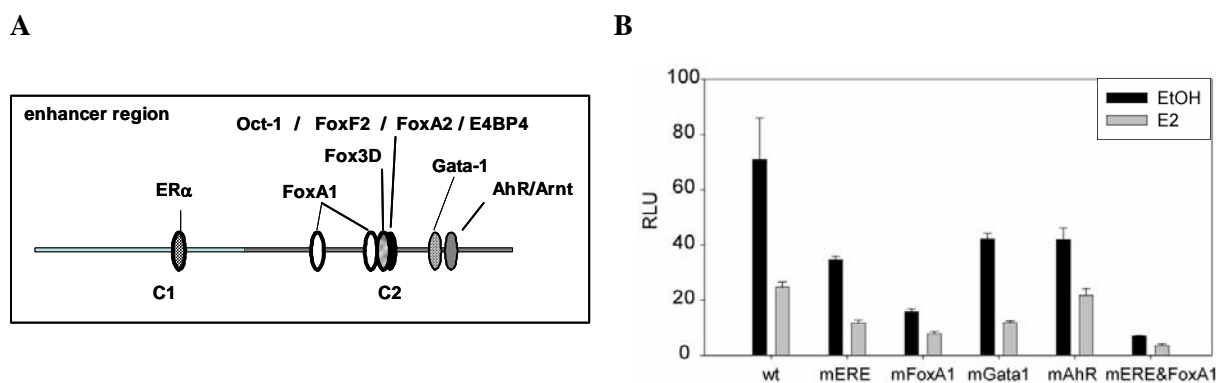 A
enhancer region
Oct-1 / FoxF2 / FoxA2 / E4BP4
Fox3D
Gata-1
ERα
FoxA1
AhR/Arnt
C1
C2
B
100
80
60
40
20
0
RLU
EtOH
E2
wt mERE mFoxA1 mGata1 mAhR mERE&FoxA1